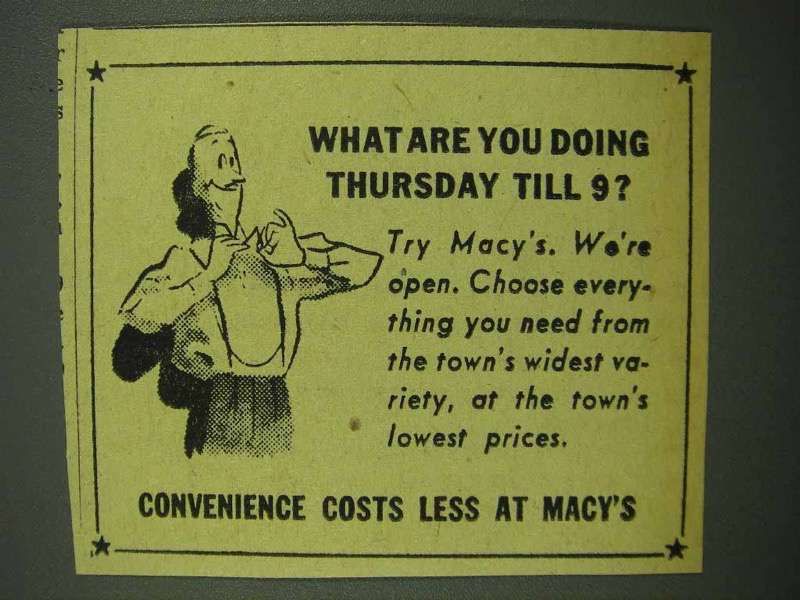 WHAT ARE YOU DOING
THURSDAY TILL 9?
Try Macy's. We're
open. Choose every-
thing you need from
the town's widest va-
riety, at the town's
lowest prices.
CONVENIENCE COSTS LESS AT MACY'S